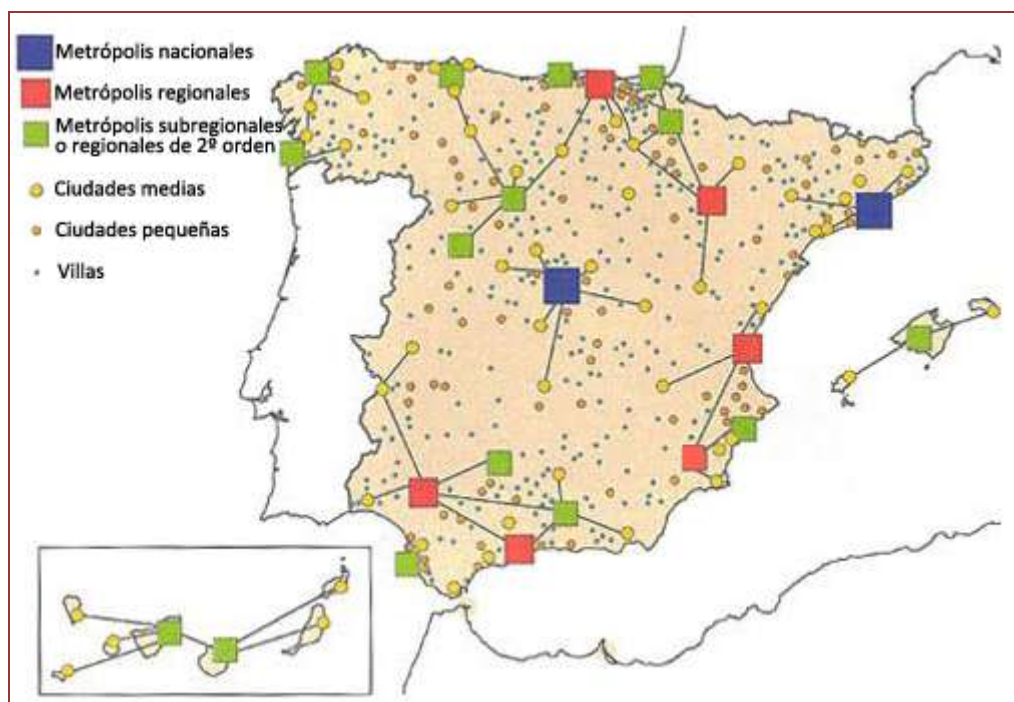 Metrópolis nacionales
Metrópolis regionales
Metrópolis subregionales
o regionales de 2º orden
Ciudades medias
Ciudades pequeñas
Villas